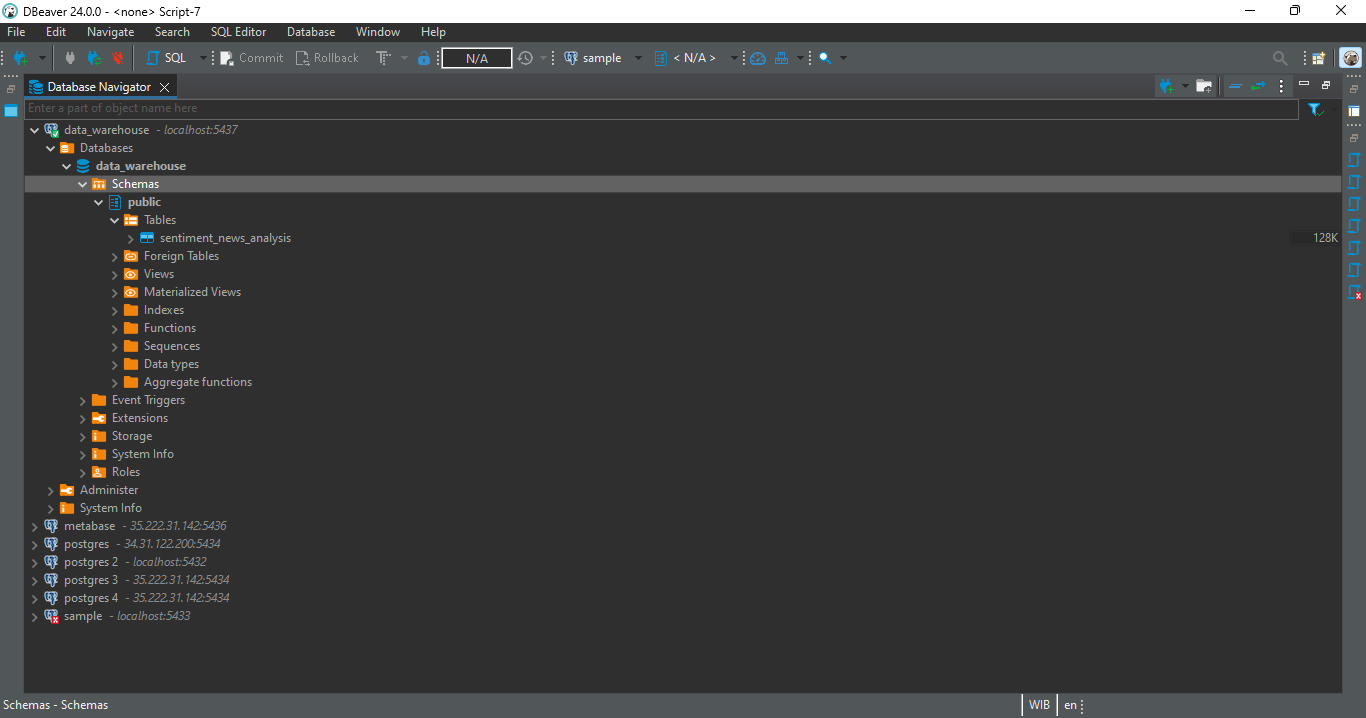 DBeaver 24.0.0 - <none> Script-7
File Edit Navigate Search SQL Editor Database Window Help
SQL Commit Rollback T N/A sample < N/A >
Database Navigator
Enter a part of object name here
data_warehouse - localhost:5437
Databases
data_warehouse
Schemas
public
Tables
sentiment_news_analysis 128K
Foreign Tables
Views
Materialized Views
Indexes
Functions
Sequences
Data types
Aggregate functions
Event Triggers
Extensions
Storage
System Info
Roles
Administer
System Info
metabase - 35.222.31.142:5436
postgres - 34.31.122.200:5434
postgres 2 - localhost:5432
postgres 3 - 35.222.31.142:5434
postgres 4 - 35.222.31.142:5434
sample - localhost:5433
Schemas - Schemas WIB en